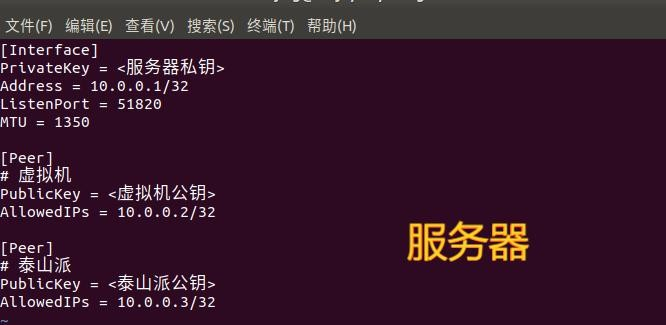 文件(F) 编辑(E) 查看(V) 搜索(S) 终端(T) 帮助(H)
[Interface]
PrivateKey = <服务器私钥>
Address = 10.0.0.1/32
ListenPort = 51820
MTU = 1350
[Peer]
# 虚拟机
PublicKey = <虚拟机公钥>
AllowedIPs = 10.0.0.2/32
服务器
[Peer]
# 泰山派
PublicKey = <泰山派公钥>
AllowedIPs = 10.0.0.3/32
~